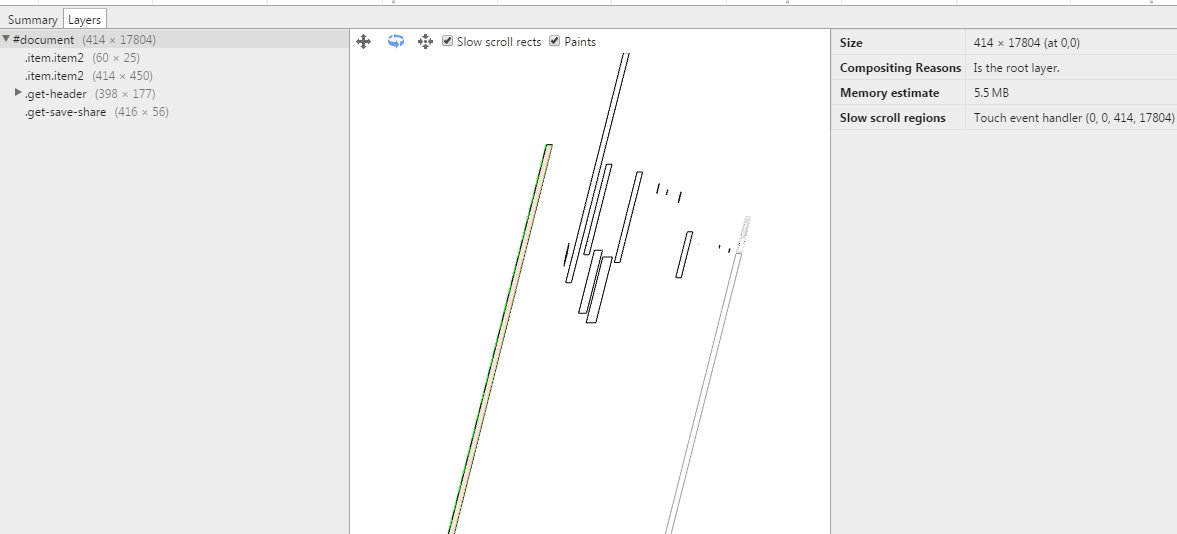 Summary Layers
#document (414 × 17804)
.item.item2 (60 × 25)
.item.item2 (414 × 450)
.get-header (398 × 177)
.get-save-share (416 × 56)
Slow scroll rects Paints
Size 414 × 17804 (at 0,0)
Compositing Reasons Is the root layer.
Memory estimate 5.5 MB
Slow scroll regions Touch event handler (0, 0, 414, 17804)